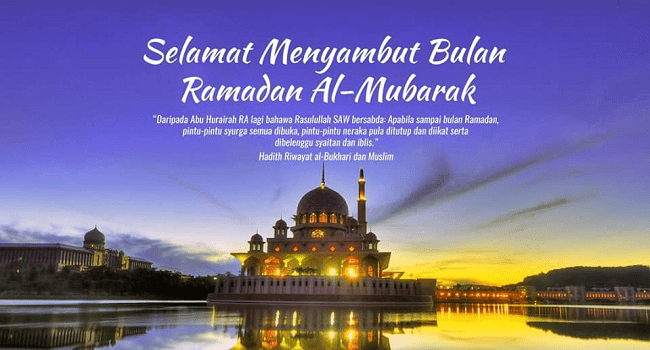 Selamat Menyambut Bulan
Ramadan Al-Mubarak
"Daripada Abu Hurairah RA lagi bahawa Rasulullah SAW bersabda: Apabila sampai bulan Ramadan,
pintu-pintu syurga semua dibuka, pintu-pintu neraka pula ditutup dan diikat serta
dibelenggu syaitan dan iblis."
Hadith Riwayat al-Bukhari dan Muslim